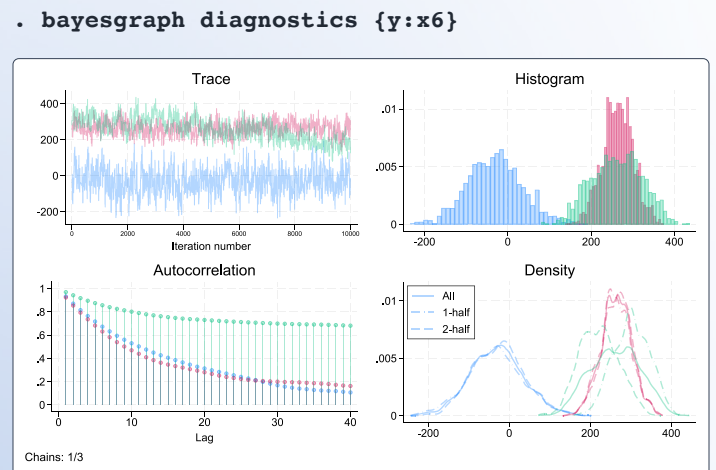 . bayesgraph diagnostics {y:x6}
Trace
400
200
0
-200
0 2000 4000 6000 8000 10000
Iteration number
Histogram
.01
.005
0
-200 0 200 400
Autocorrelation
1
.8
.6
.4
.2
0
0 10 20 30 40
Lag
Density
All
1-half
2-half
.01
.005
0
-200 0 200 400
Chains: 1/3